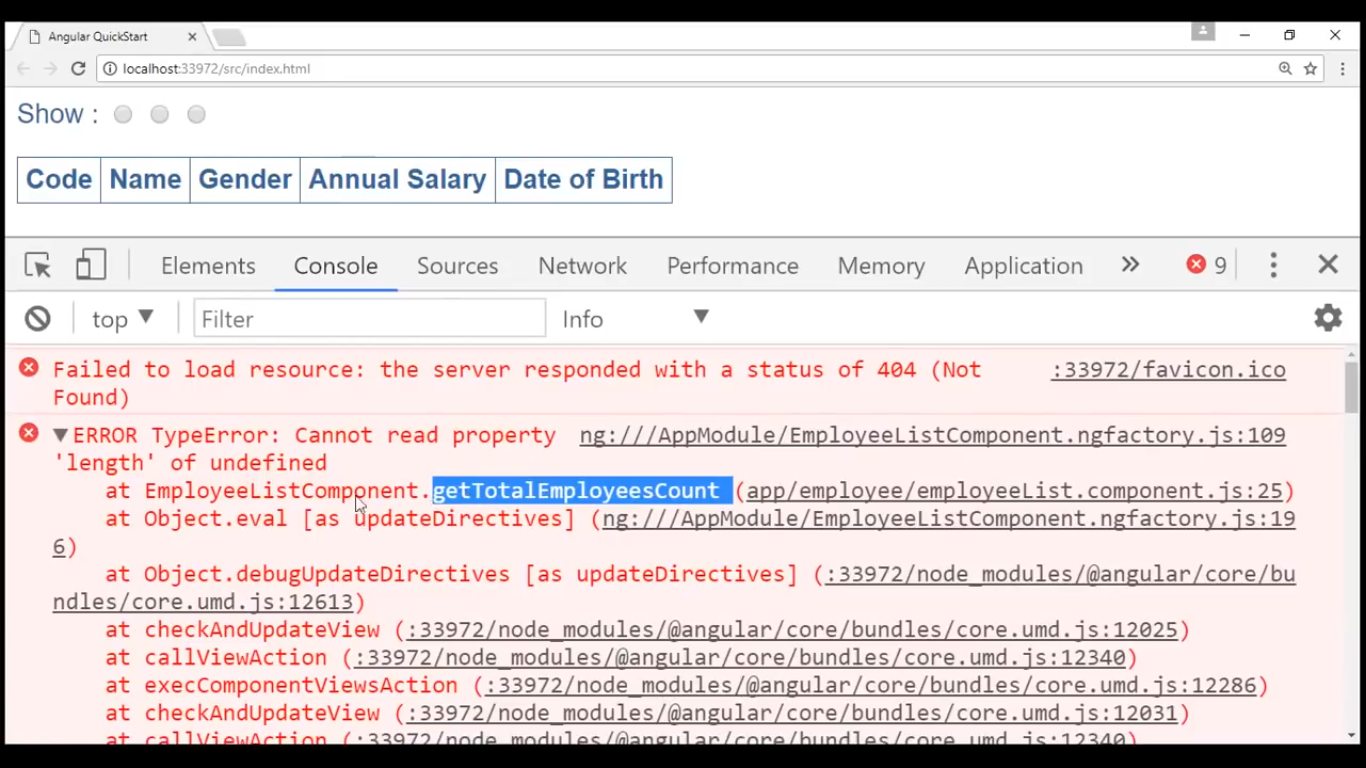 Angular QuickStart
localhost:33972/src/index.html
Show :
Code Name Gender Annual Salary Date of Birth
Elements Console Sources Network Performance Memory Application 9
top Filter Info
Failed to load resource: the server responded with a status of 404 (Not :33972/favicon.ico
Found)
ERROR TypeError: Cannot read property ng:///AppModule/EmployeeListComponent.ngfactory.js:109
'length' of undefined
at EmployeeListComponent.getTotalEmployeesCount (app/employee/employeeList.component.js:25)
at Object.eval [as updateDirectives] (ng:///AppModule/EmployeeListComponent.ngfactory.js:19
6)
at Object.debugUpdateDirectives [as updateDirectives] (:33972/node_modules/@angular/core/bu
ndles/core.umd.js:12613)
at checkAndUpdateView (:33972/node_modules/@angular/core/bundles/core.umd.js:12025)
at callViewAction (:33972/node_modules/@angular/core/bundles/core.umd.js:12340)
at execComponentViewsAction (:33972/node_modules/@angular/core/bundles/core.umd.js:12286)
at checkAndUpdateView (:33972/node_modules/@angular/core/bundles/core.umd.js:12031)
at callViewAction (:33972/node_modules/@angular/core/bundles/core.umd.js:12340)